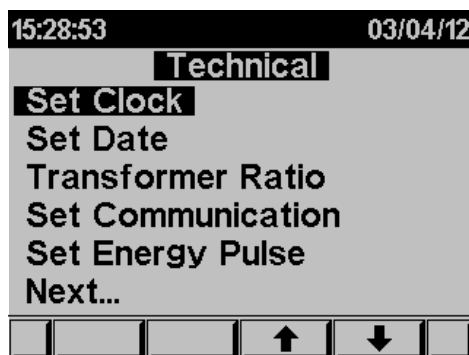 15:28:53 03/04/12
Technical
Set Clock
Set Date
Transformer Ratio
Set Communication
Set Energy Pulse
Next...